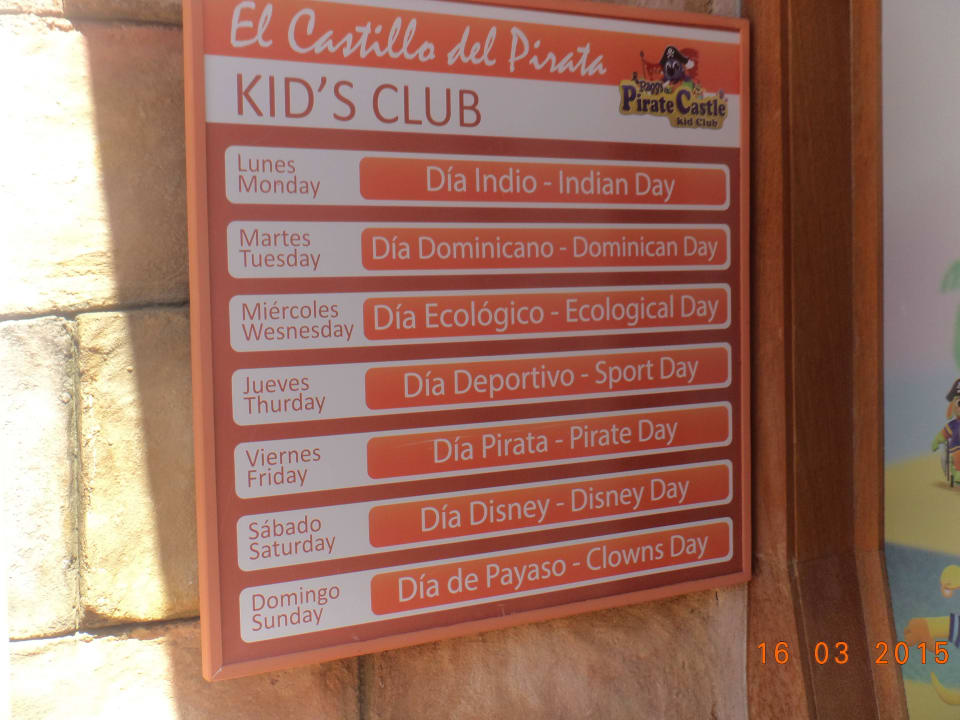 El Castillo del Pirata
KID'S CLUB
Pirate Castle
Kid Club
Lunes
Monday
Día Indio - Indian Day
Martes
Tuesday
Día Dominicano - Dominican Day
Miércoles
Wesnesday
Día Ecológico - Ecological Day
Jueves
Thurday
Día Deportivo - Sport Day
Viernes
Friday
Día Pirata - Pirate Day
Sábado
Saturday
Día Disney - Disney Day
Domingo
Sunday
Día de Payaso - Clowns Day
16 03 2015